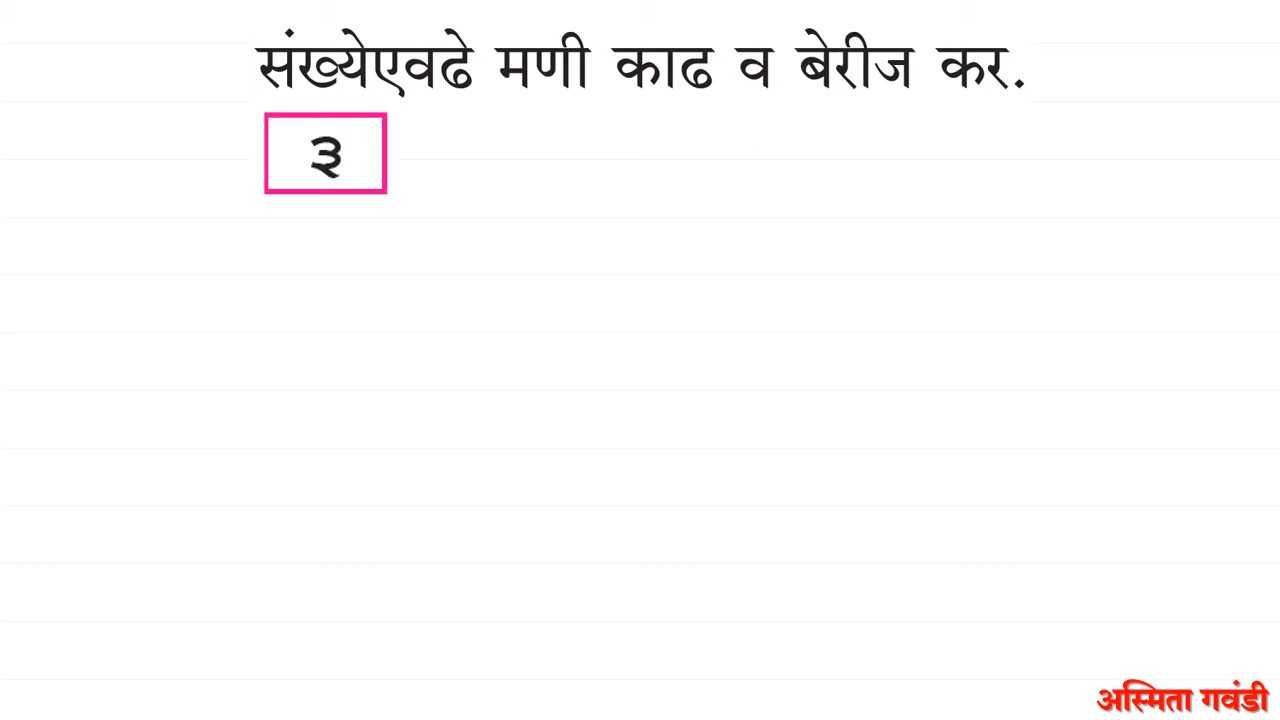 संख्येएवढे मणी काढ व बेरीज कर.
३
अस्मिता गवंडी